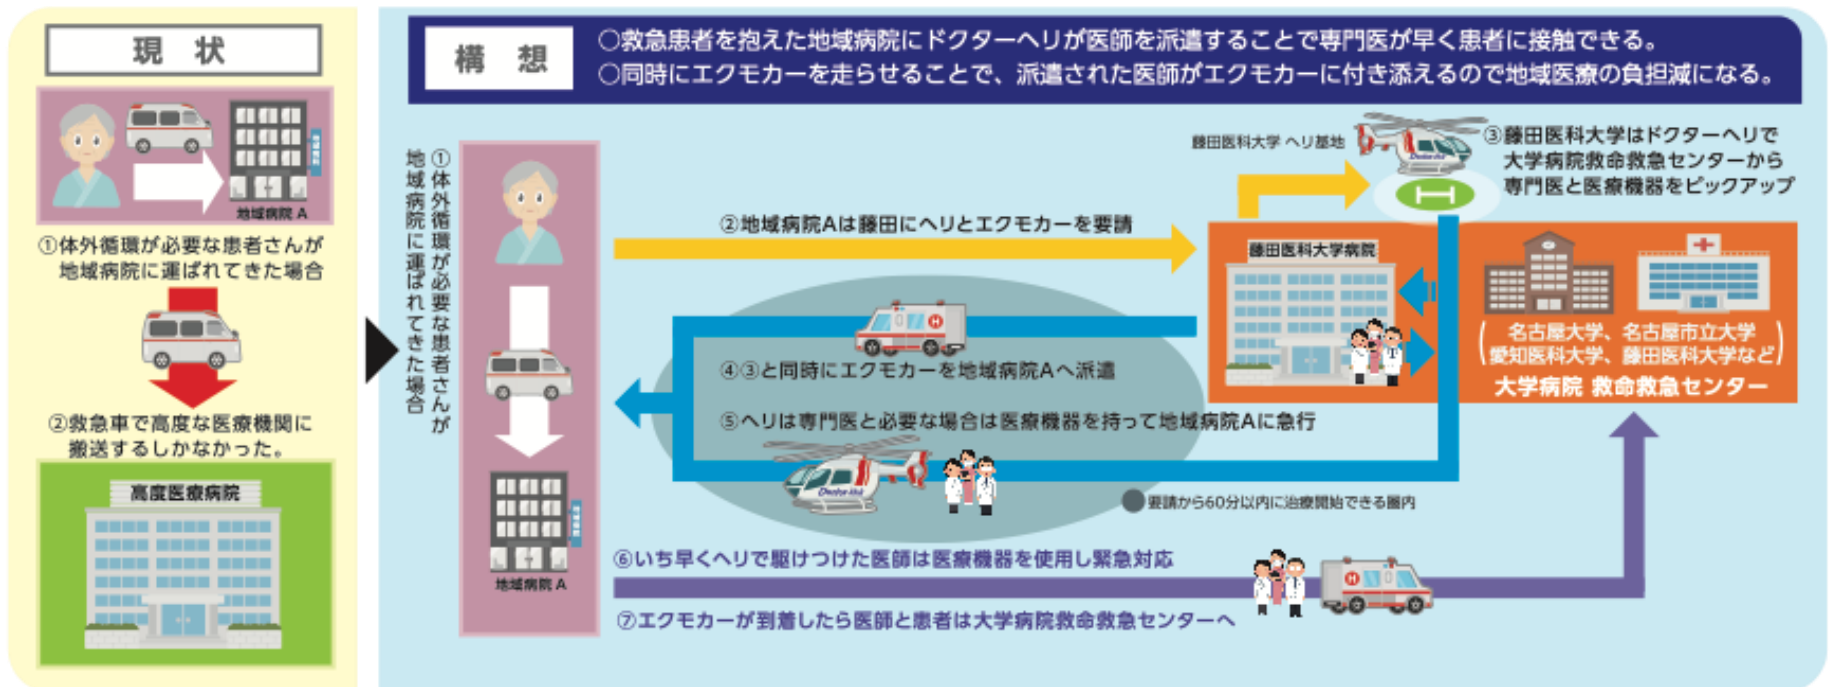 現 状
地域病院 A
①体外循環が必要な患者さんが
地域病院に運ばれてきた場合
②救急車で高度な医療機関に
搬送するしかなかった。
高度医療病院
構 想
○救急患者を抱えた地域病院にドクターヘリが医師を派遣することで専門医が早く患者に接触できる。
○同時にエクモカーを走らせることで、派遣された医師がエクモカーに付き添えるので地域医療の負担減になる。
①体外循環が必要な患者さんが
地域病院に運ばれてきた場合
地域病院 A
②地域病院Aは藤田にヘリとエクモカーを要請
藤田医科大学 ヘリ基地
③藤田医科大学はドクターヘリで
大学病院救命救急センターから
専門医と医療機器をピックアップ
藤田医科大学病院
名古屋大学、名古屋市立大学
愛知医科大学、藤田医科大学など
大学病院 救命救急センター
④③と同時にエクモカーを地域病院Aへ派遣
⑤ヘリは専門医と必要な場合は医療機器を持って地域病院Aに急行
要請から60分以内に治療開始できる圏内
⑥いち早くヘリで駆けつけた医師は医療機器を使用し緊急対応
⑦エクモカーが到着したら医師と患者は大学病院救命救急センターへ